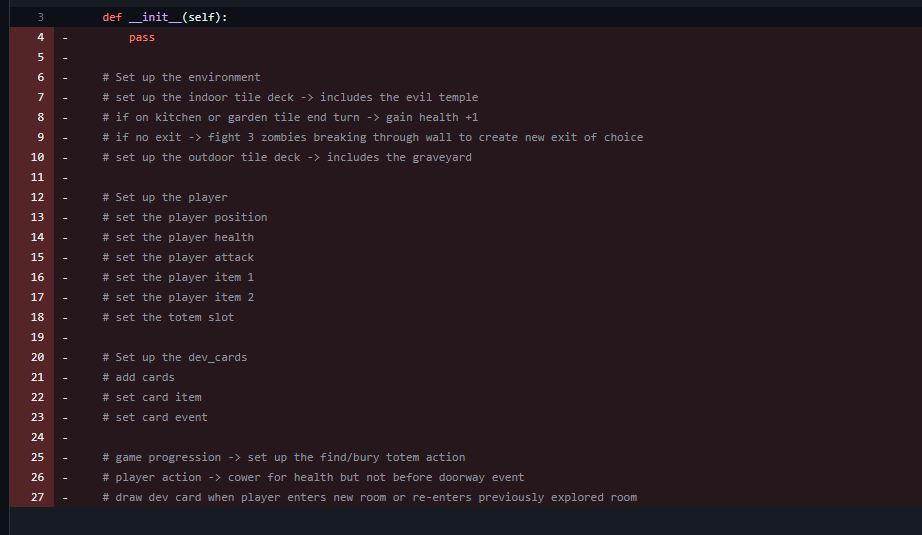 3 def __init__(self):
4 - pass
5 -
6 - # Set up the environment
7 - # set up the indoor tile deck -> includes the evil temple
8 - # if on kitchen or garden tile end turn -> gain health +1
9 - # if no exit -> fight 3 zombies breaking through wall to create new exit of choice
10 - # set up the outdoor tile deck -> includes the graveyard
11 -
12 - # Set up the player
13 - # set the player position
14 - # set the player health
15 - # set the player attack
16 - # set the player item 1
17 - # set the player item 2
18 - # set the totem slot
19 -
20 - # Set up the dev_cards
21 - # add cards
22 - # set card item
23 - # set card event
24 -
25 - # game progression -> set up the find/bury totem action
26 - # player action -> cower for health but not before doorway event
27 - # draw dev card when player enters new room or re-enters previously explored room